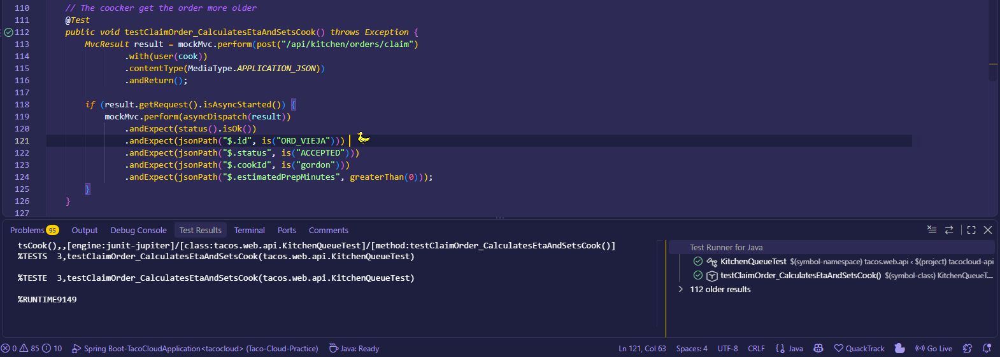 110 // The coocker get the order more older
111 @Test
112 public void testClaimOrder_CalculatesEtaAndSetsCook() throws Exception {
113 MvcResult result = mockMvc.perform(post("/api/kitchen/orders/claim")
114 .with(user(cook))
115 .contentType(MediaType.APPLICATION_JSON))
116 .andReturn();
117
118 if (result.getRequest().isAsyncStarted()) {
119 mockMvc.perform(asyncDispatch(result))
120 .andExpect(status().isOk())
121 .andExpect(jsonPath("$.id", is("ORD_VIEJA")))
122 .andExpect(jsonPath("$.status", is("ACCEPTED")))
123 .andExpect(jsonPath("$.cookId", is("gordon")))
124 .andExpect(jsonPath("$.estimatedPrepMinutes", greaterThan(0)));
125 }
126 }
127
Problems 95 Output Debug Console Test Results Terminal Ports Comments
tsCook(),,[engine:junit-jupiter]/[class:tacos.web.api.KitchenQueueTest]/[method:testClaimOrder_CalculatesEtaAndSetsCook()]
%TESTS 3,testClaimOrder_CalculatesEtaAndSetsCook(tacos.web.api.KitchenQueueTest)
%TESTE 3,testClaimOrder_CalculatesEtaAndSetsCook(tacos.web.api.KitchenQueueTest)
%RUNTIME9149
Test Runner for Java
KitchenQueueTest $(symbol-namespace) tacos.web.api ‹ $(project) tacocloud-api
testClaimOrder_CalculatesEtaAndSetsCook() $(symbol-class) KitchenQueueT...
112 older results
0 85 10 Spring Boot-TacoCloudApplication<tacocloud> (Taco-Cloud-Practice) Java: Ready Ln 121, Col 63 Spaces: 4 UTF-8 CRLF {} Java QuackTrack Go Live